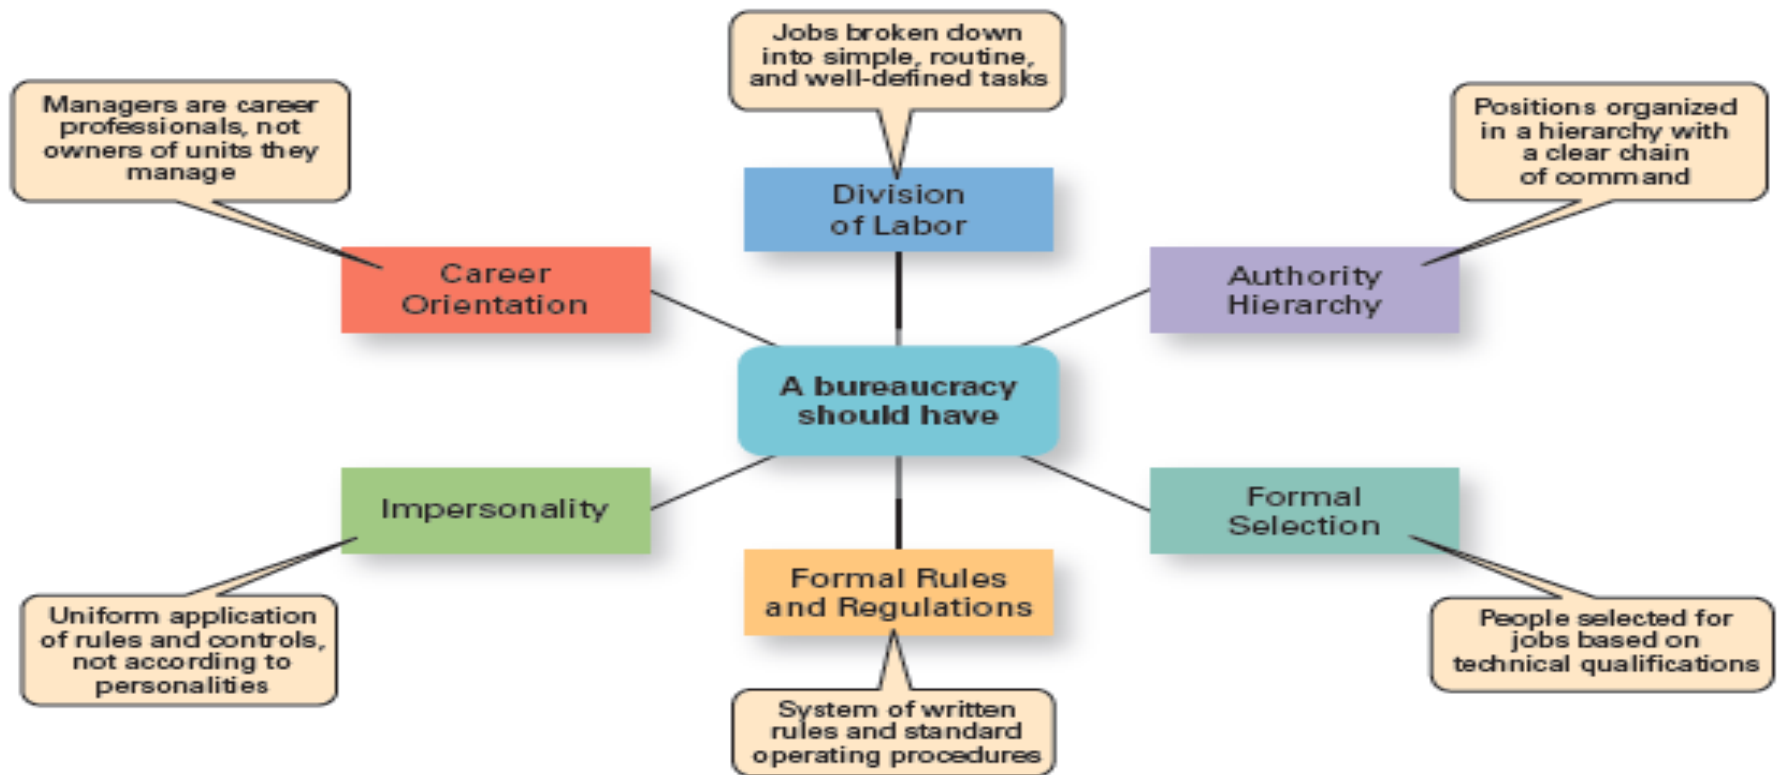 Jobs broken down
into simple, routine,
and well-defined tasks
Managers are career
professionals, not
owners of units they
manage
Positions organized
in a hierarchy with
a clear chain
of command
Division
of Labor
Career
Orientation
Authority
Hierarchy
A bureaucracy
should have
Impersonality
Formal
Selection
Formal Rules
and Regulations
Uniform application
of rules and controls,
not according to
personalities
People selected for
jobs based on
technical qualifications
System of written
rules and standard
operating procedures